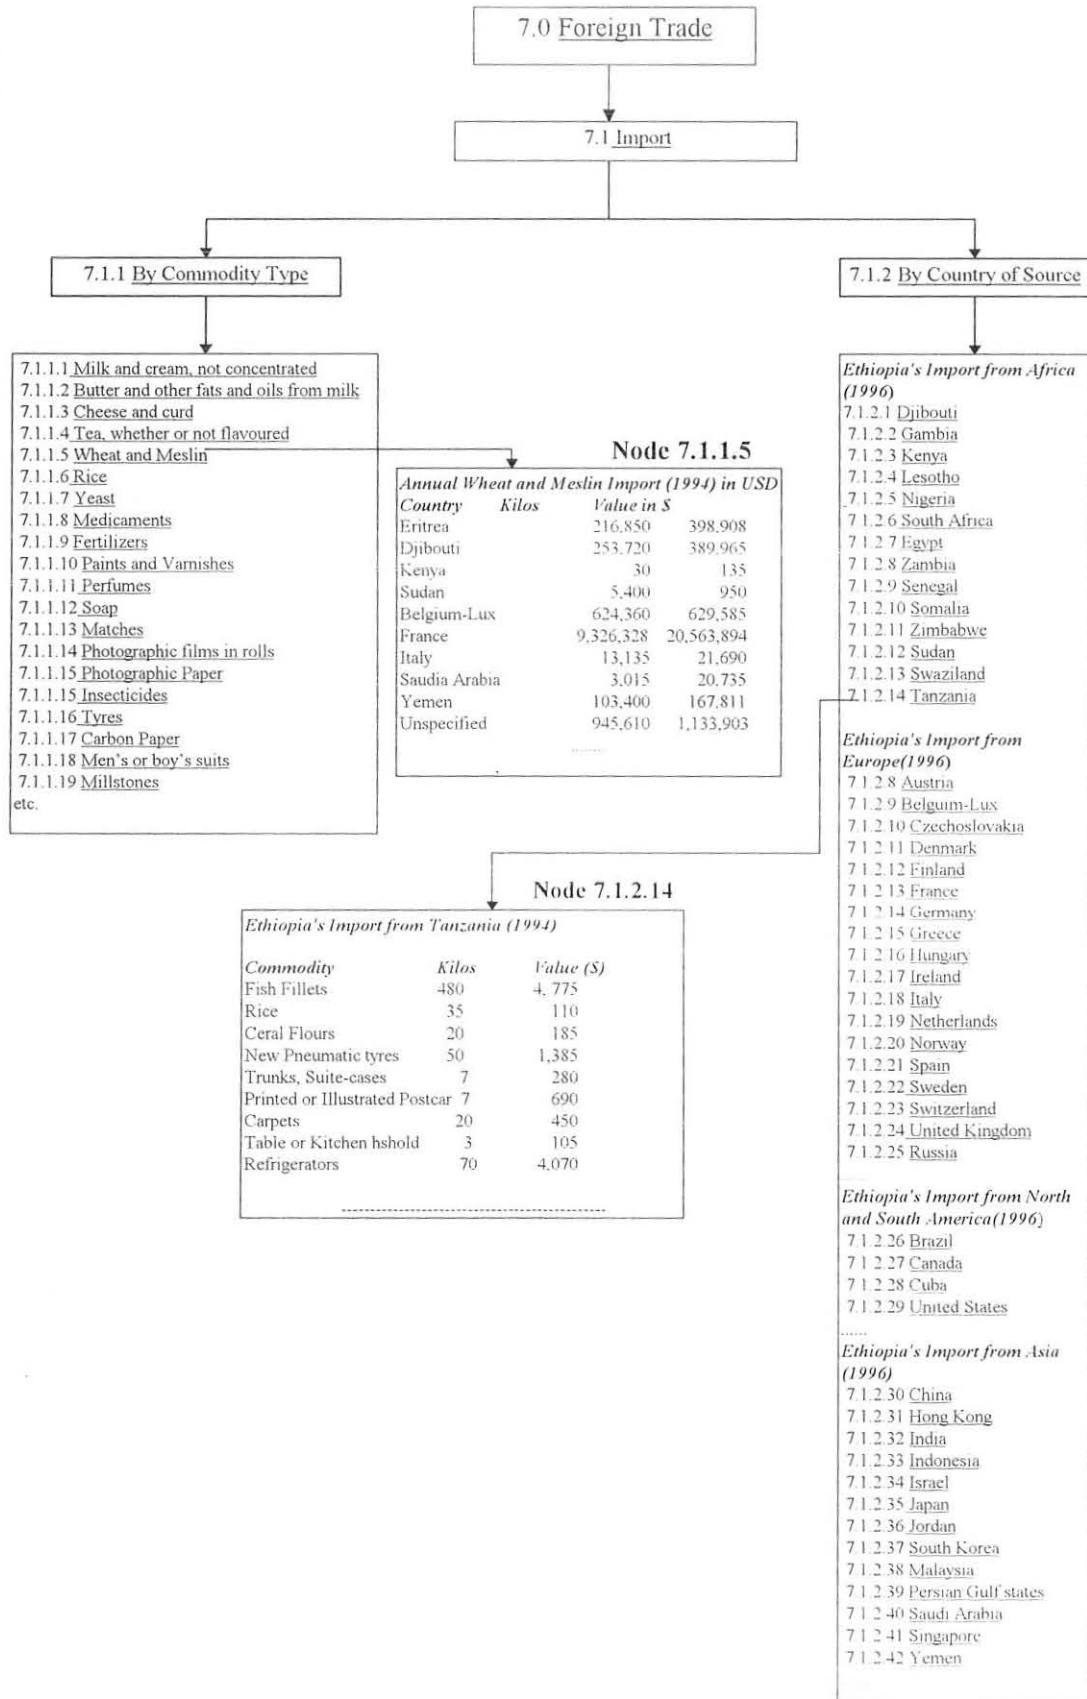 7.0 Foreign Trade
7.1 Import
7.1.1 By Commodity Type
7.1.2 By Country of Source
7.1.1.1 Milk and cream, not concentrated
7.1.1.2 Butter and other fats and oils from milk
7.1.1.3 Cheese and curd
7.1.1.4 Tea, whether or not flavoured
7.1.1.5 Wheat and Meslin
7.1.1.6 Rice
7.1.1.7 Yeast
7.1.1.8 Medicaments
7.1.1.9 Fertilizers
7.1.1.10 Paints and Varnishes
7.1.1.11 Perfumes
7.1.1.12 Soap
7.1.1.13 Matches
7.1.1.14 Photographic films in rolls
7.1.1.15 Photographic Paper
7.1.1.15 Insecticides
7.1.1.16 Tyres
7.1.1.17 Carbon Paper
7.1.1.18 Men's or boy's suits
7.1.1.19 Millstones
etc.
Node 7.1.1.5
Annual Wheat and Meslin Import (1994) in USD
Country Kilos Value in $
Eritrea 216,850 398,908
Djibouti 253,720 389,965
Kenya 30 135
Sudan 5,400 950
Belgium-Lux 624,360 629,585
France 9,326,328 20,563,894
Italy 13,135 21,690
Saudia Arabia 3,015 20,735
Yemen 103,400 167,811
Unspecified 945,610 1,133,903
.......
Node 7.1.2.14
Ethiopia's Import from Tanzania (1994)
Commodity Kilos Value ($)
Fish Fillets 480 4, 775
Rice 35 110
Ceral Flours 20 185
New Pneumatic tyres 50 1,385
Trunks, Suite-cases 7 280
Printed or Illustrated Postcar 7 690
Carpets 20 450
Table or Kitchen hshold 3 105
Refrigerators 70 4,070
Ethiopia's Import from Africa
(1996)
7.1.2.1 Djibouti
7.1.2.2 Gambia
7.1.2.3 Kenya
7.1.2.4 Lesotho
7.1.2.5 Nigeria
7.1.2.6 South Africa
7.1.2.7 Egypt
7.1.2.8 Zambia
7.1.2.9 Senegal
7.1.2.10 Somalia
7.1.2.11 Zimbabwe
7.1.2.12 Sudan
7.1.2.13 Swaziland
7.1.2.14 Tanzania
Ethiopia's Import from
Europe(1996)
7.1.2.8 Austria
7.1.2.9 Belguim-Lux
7.1.2.10 Czechoslovakia
7.1.2.11 Denmark
7.1.2.12 Finland
7.1.2.13 France
7.1.2.14 Germany
7.1.2.15 Greece
7.1.2.16 Hungary
7.1.2.17 Ireland
7.1.2.18 Italy
7.1.2.19 Netherlands
7.1.2.20 Norway
7.1.2.21 Spain
7.1.2.22 Sweden
7.1.2.23 Switzerland
7.1.2.24 United Kingdom
7.1.2.25 Russia
Ethiopia's Import from North
and South America(1996)
7.1.2.26 Brazil
7.1.2.27 Canada
7.1.2.28 Cuba
7.1.2.29 United States
......
Ethiopia's Import from Asia
(1996)
7.1.2.30 China
7.1.2.31 Hong Kong
7.1.2.32 India
7.1.2.33 Indonesia
7.1.2.34 Israel
7.1.2.35 Japan
7.1.2.36 Jordan
7.1.2.37 South Korea
7.1.2.38 Malaysia
7.1.2.39 Persian Gulf states
7.1.2.40 Saudi Arabia
7.1.2.41 Singapore
7.1.2.42 Yemen